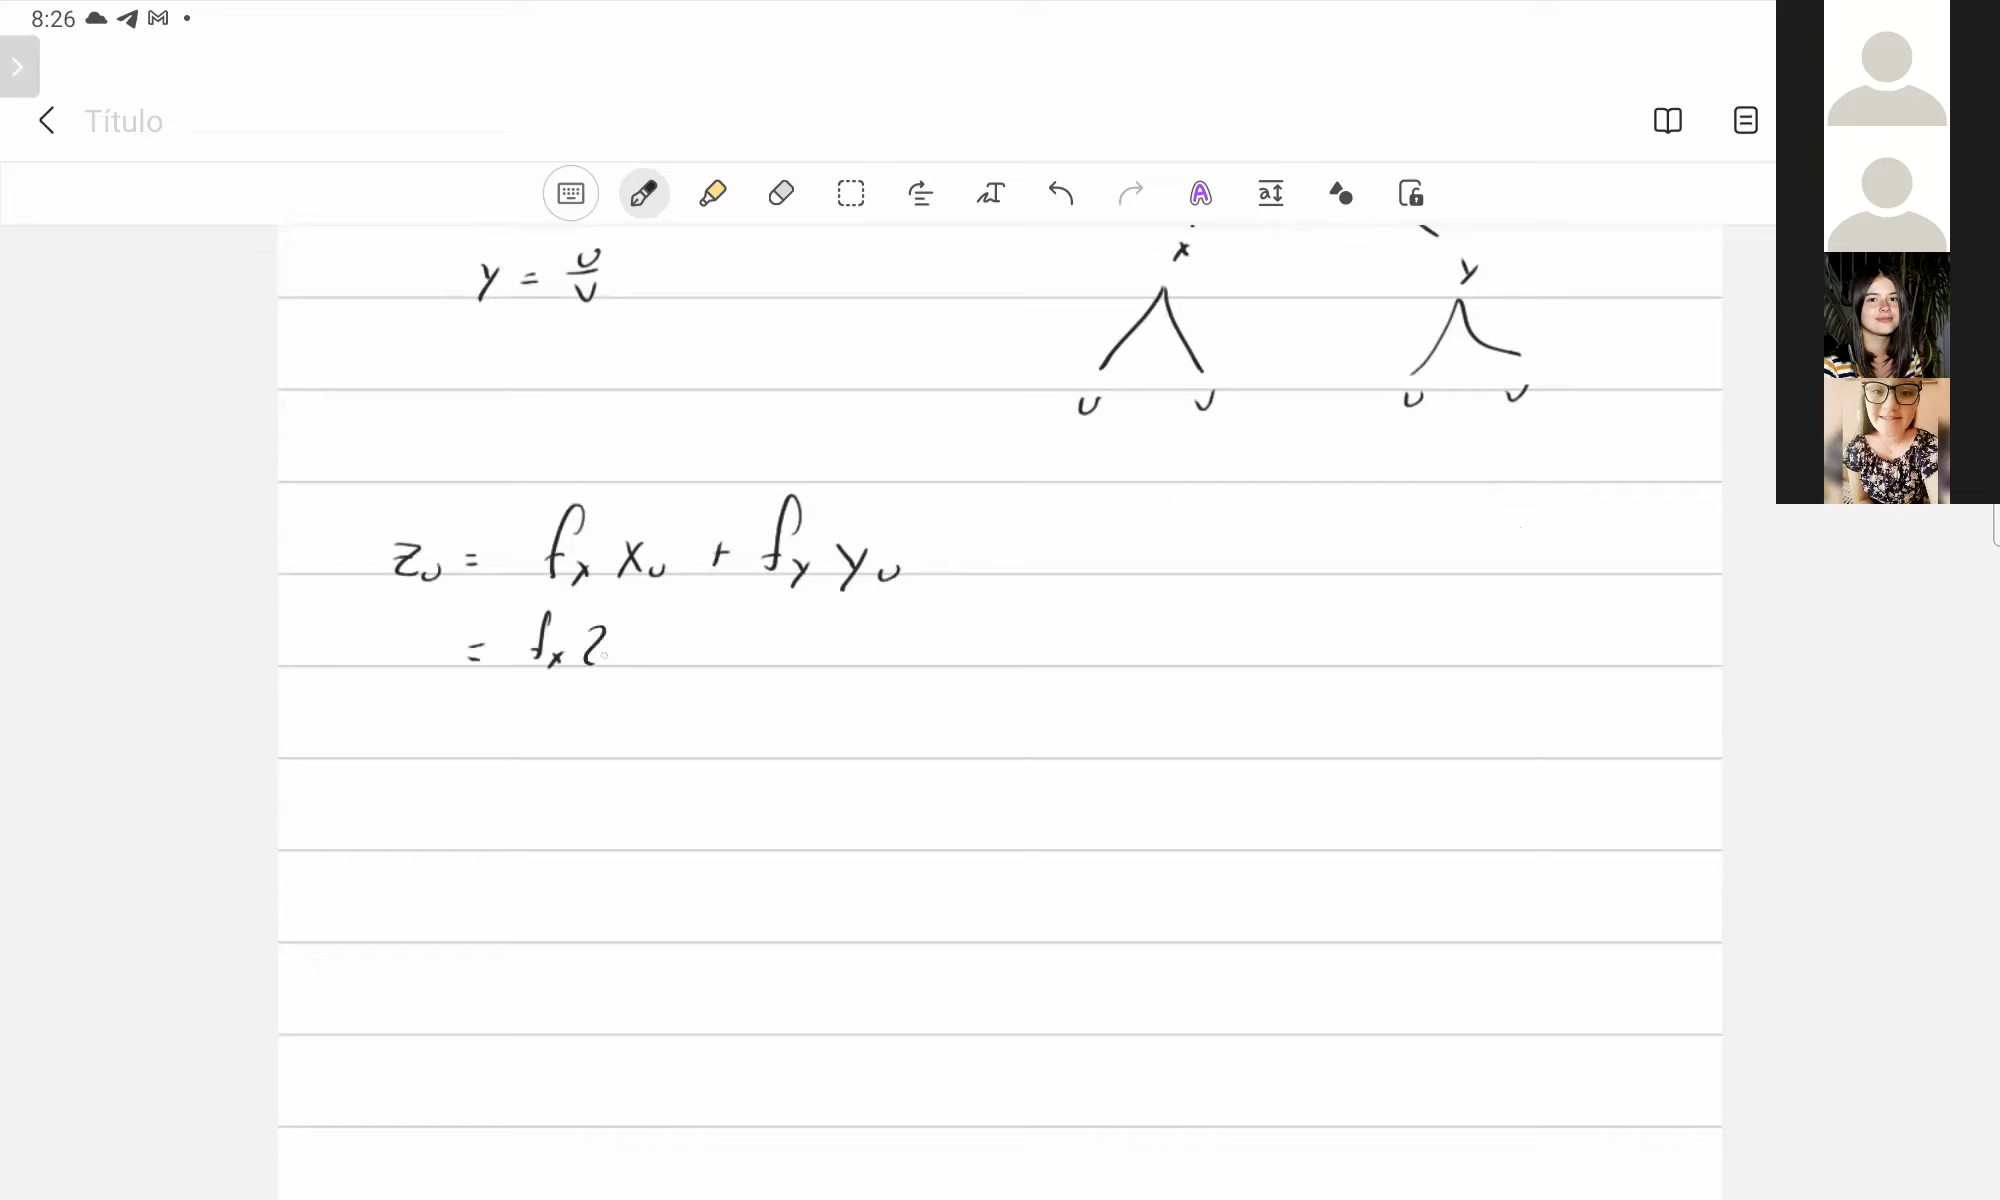 8:26
Título
y = u/v
x
y
u v u v
z_u = f_x x_u + f_y y_u
= f_x 2